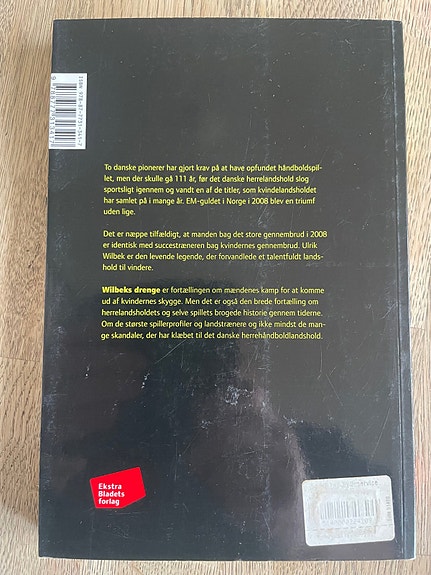 ISBN 978-87-7731-341-7
To danske pionerer har gjort krav på at have opfundet håndboldspil-
let, men der skulle gå 111 år, før det danske herrelandshold slog
sportsligt igennem og vandt en af de titler, som kvindelandsholdet
har samlet på i mange år. EM-guldet i Norge i 2008 blev en triumf
uden lige.
Det er næppe tilfældigt, at manden bag det store gennembrud i 2008
er identisk med succestræneren bag kvindernes gennembrud. Ulrik
Wilbek er den levende legende, der forvandlede et talentfuldt lands-
hold til vindere.
Wilbeks drenge er fortællingen om mændenes kamp for at komme
ud af kvindernes skygge. Men det er også den brede fortælling om
herrelandsholdets og selve spillets brogede historie gennem tiderne.
Om de største spillerprofiler og landstrænere og ikke mindst de man-
ge skandaler, der har klæbet til det danske herrehåndboldlandshold.
Ekstra
Bladets
forlag